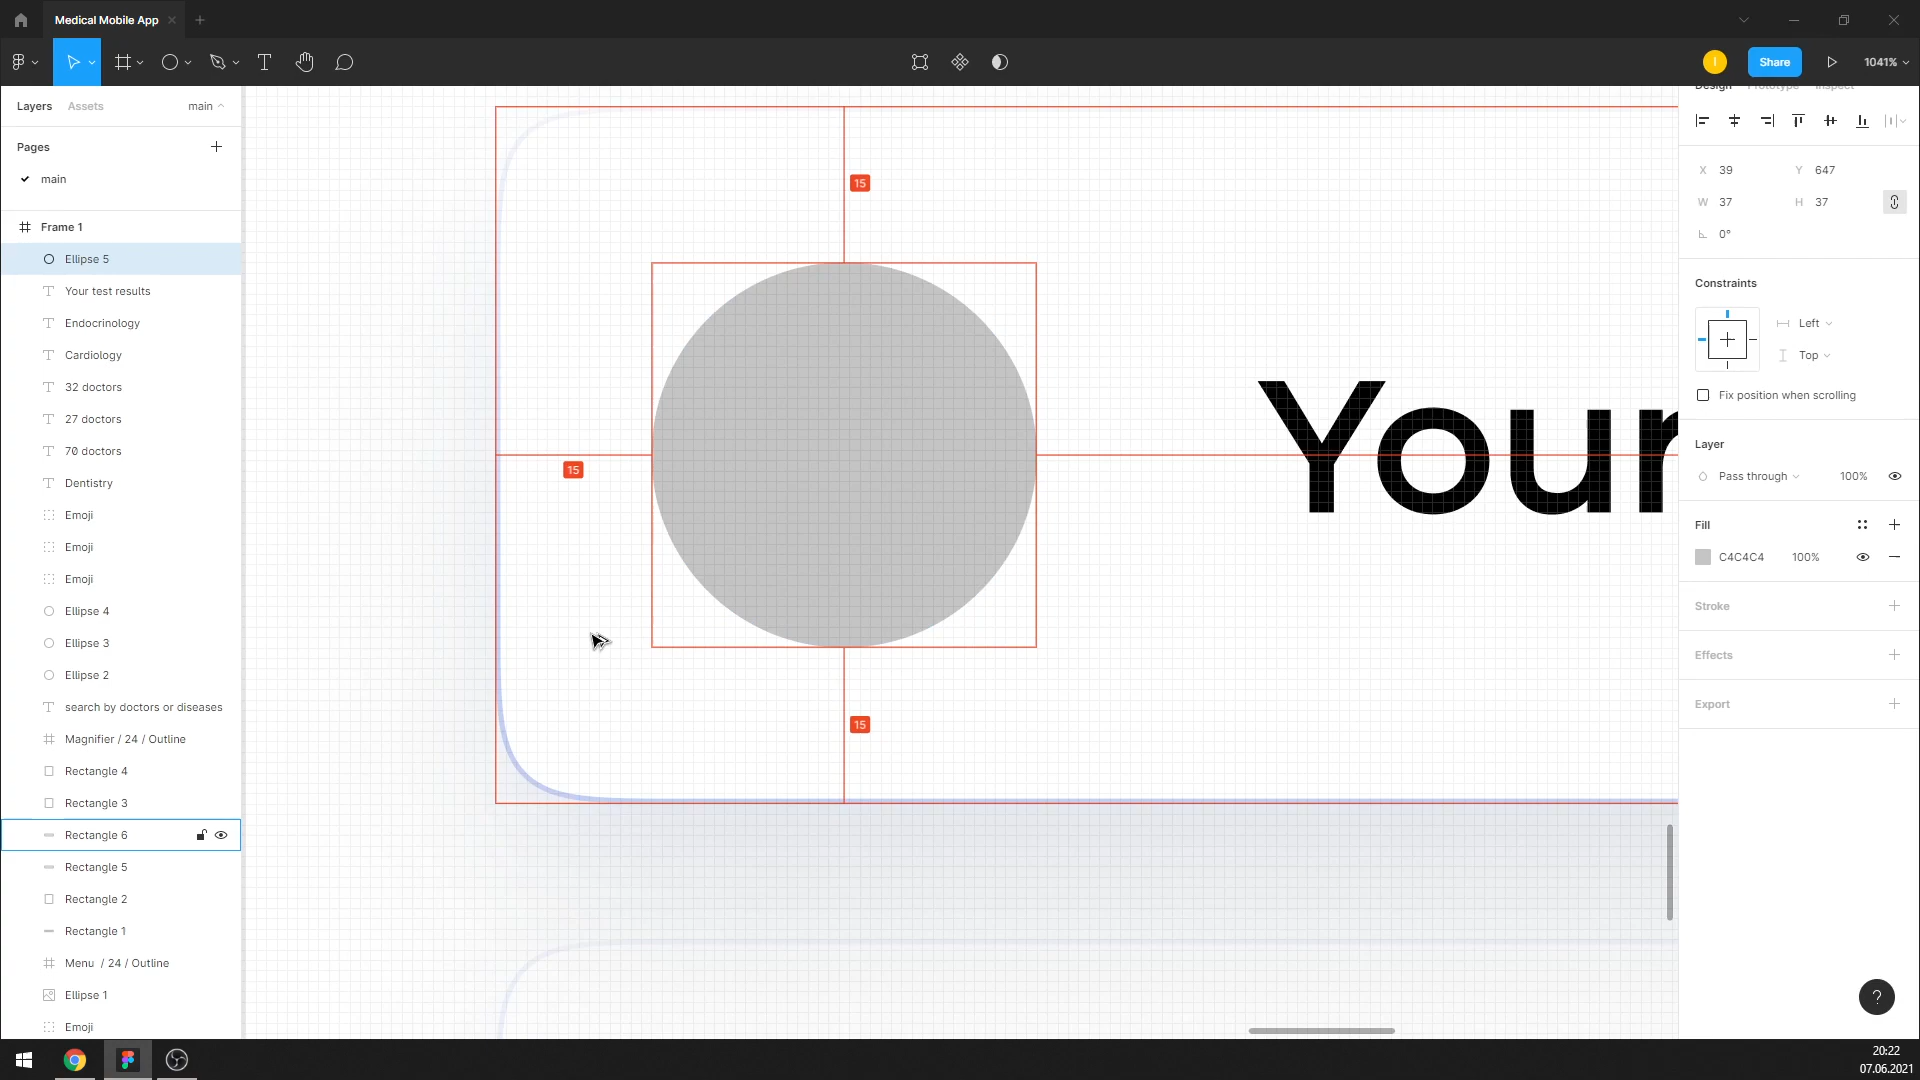 Medical Mobile App
Share
1041%
Layers
Assets
main
Design
Prototype
Inspect
Pages
main
Frame 1
Ellipse 5
Your test results
Endocrinology
Cardiology
32 doctors
27 doctors
70 doctors
Dentistry
Emoji
Emoji
Emoji
Ellipse 4
Ellipse 3
Ellipse 2
search by doctors or diseases
Magnifier / 24 / Outline
Rectangle 4
Rectangle 3
Rectangle 6
Rectangle 5
Rectangle 2
Rectangle 1
Menu / 24 / Outline
Ellipse 1
Emoji
15
15
15
Your
X 39 Y 647
W 37 H 37
0°
Constraints
Left
Top
Fix position when scrolling
Layer
Pass through 100%
Fill
C4C4C4 100%
Stroke
Effects
Export
?
20:22
07.06.2021